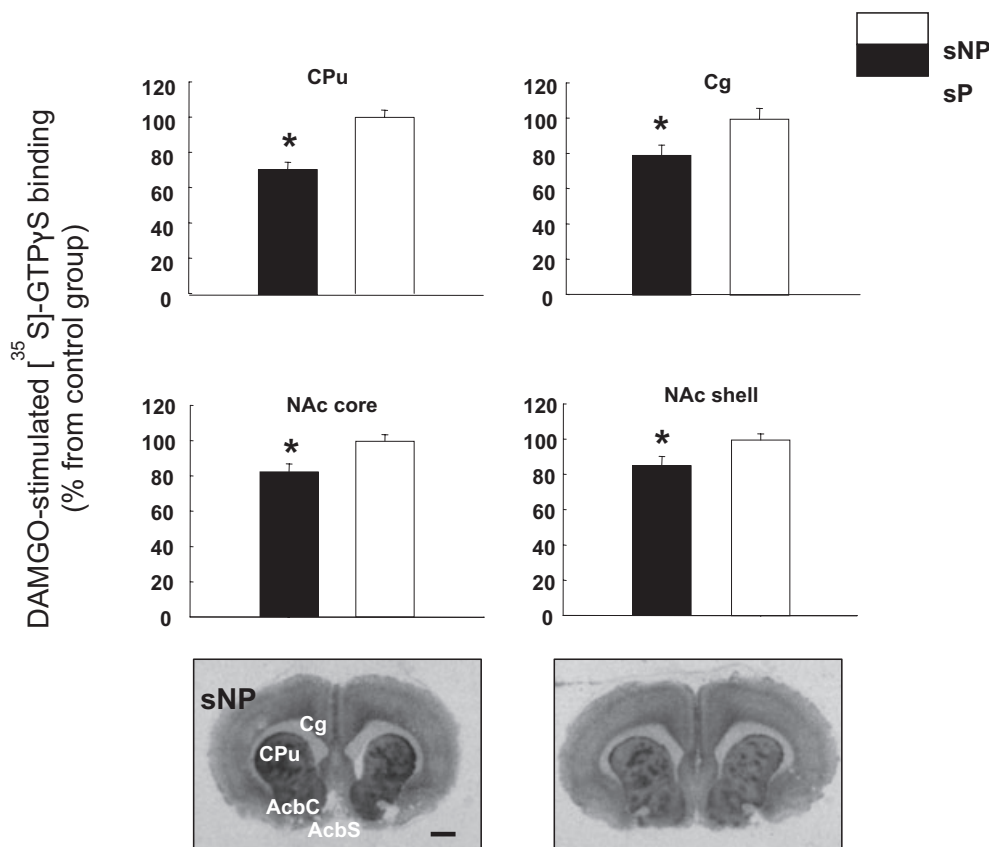 sNP
sP
DAMGO-stimulated [35S]-GTPγS binding
(% from control group)
CPu
120
100
80
60
40
20
0
*
Cg
120
100
80
60
40
20
0
*
NAc core
120
100
80
60
40
20
0
*
NAc shell
120
100
80
60
40
20
0
*
sNP
Cg
CPu
AcbC
AcbS